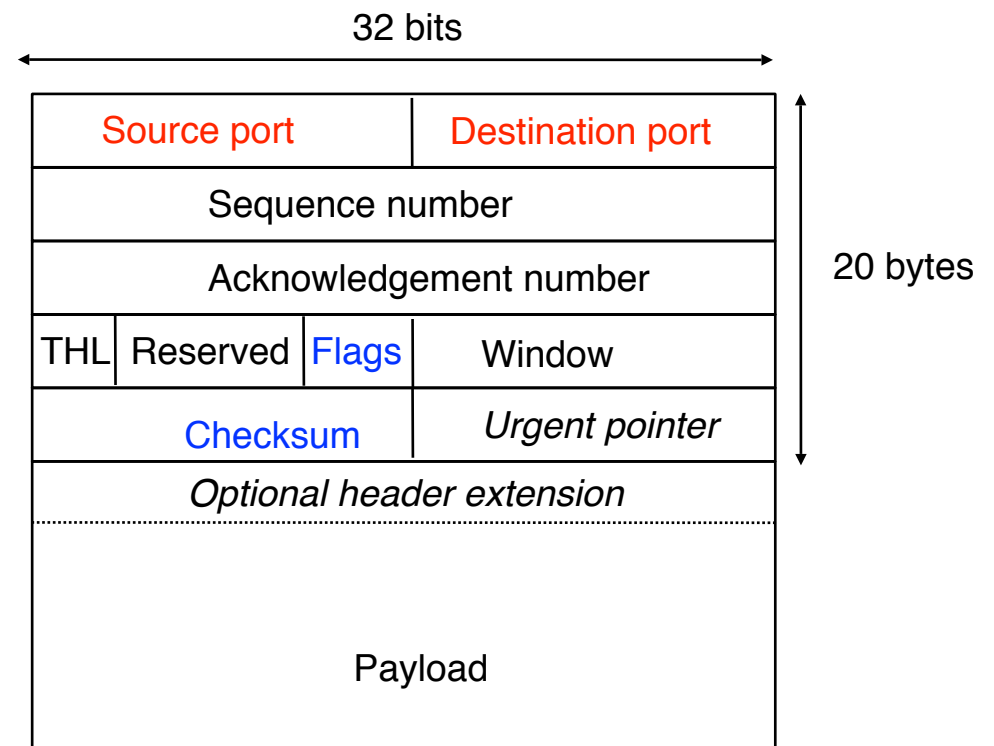 32 bits
Source port Destination port
Sequence number
Acknowledgement number
20 bytes
THL Reserved Flags Window
Checksum Urgent pointer
Optional header extension
Payload